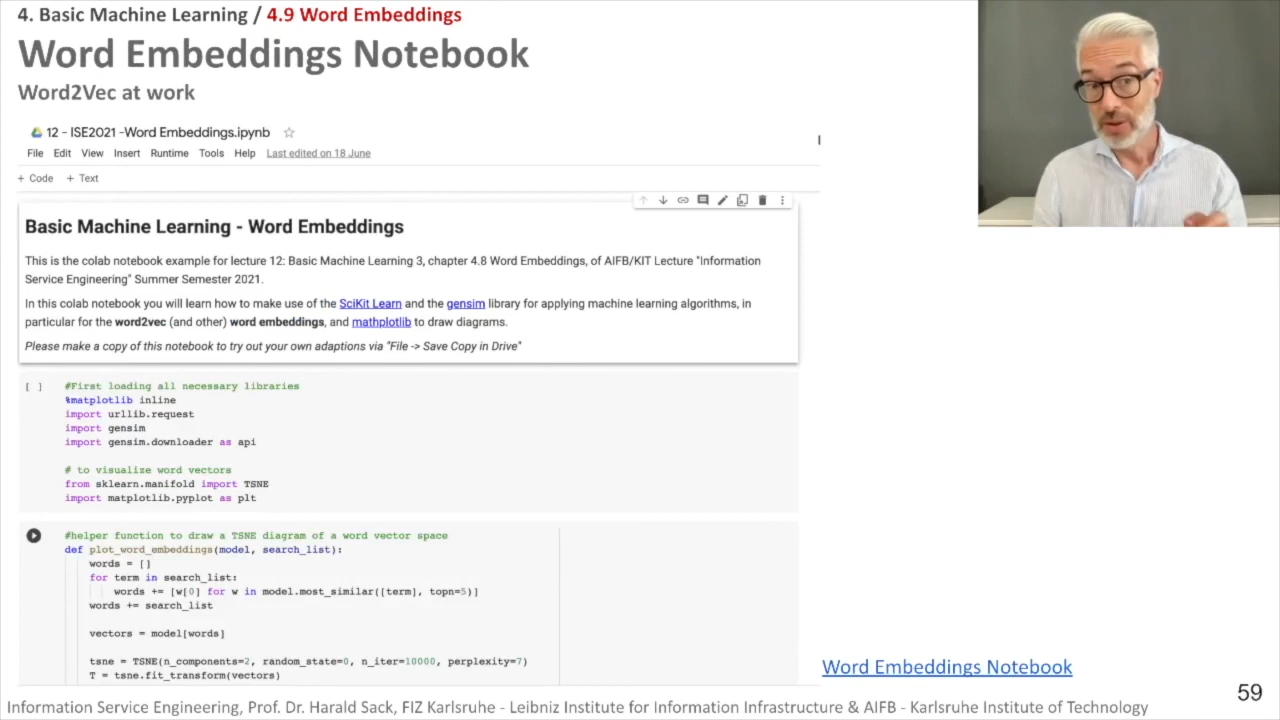 4. Basic Machine Learning / 4.9 Word Embeddings
Word Embeddings Notebook
Word2Vec at work
12 - ISE2021 -Word Embeddings.ipynb
File Edit View Insert Runtime Tools Help Last edited on 18 June
+ Code + Text
Basic Machine Learning - Word Embeddings
This is the colab notebook example for lecture 12: Basic Machine Learning 3, chapter 4.8 Word Embeddings, of AIFB/KIT Lecture "Information
Service Engineering" Summer Semester 2021.
In this colab notebook you will learn how to make use of the SciKit Learn and the gensim library for applying machine learning algorithms, in
particular for the word2vec (and other) word embeddings, and mathplotlib to draw diagrams.
Please make a copy of this notebook to try out your own adaptions via "File -> Save Copy in Drive"
[ ] #First loading all necessary libraries
%matplotlib inline
import urllib.request
import gensim
import gensim.downloader as api
# to visualize word vectors
from sklearn.manifold import TSNE
import matplotlib.pyplot as plt
#helper function to draw a TSNE diagram of a word vector space
def plot_word_embeddings(model, search_list):
words = []
for term in search_list:
words += [w[0] for w in model.most_similar([term], topn=5)]
words += search_list
vectors = model[words]
tsne = TSNE(n_components=2, random_state=0, n_iter=10000, perplexity=7)
T = tsne.fit_transform(vectors)
Word Embeddings Notebook
59
Information Service Engineering, Prof. Dr. Harald Sack, FIZ Karlsruhe - Leibniz Institute for Information Infrastructure & AIFB - Karlsruhe Institute of Technology